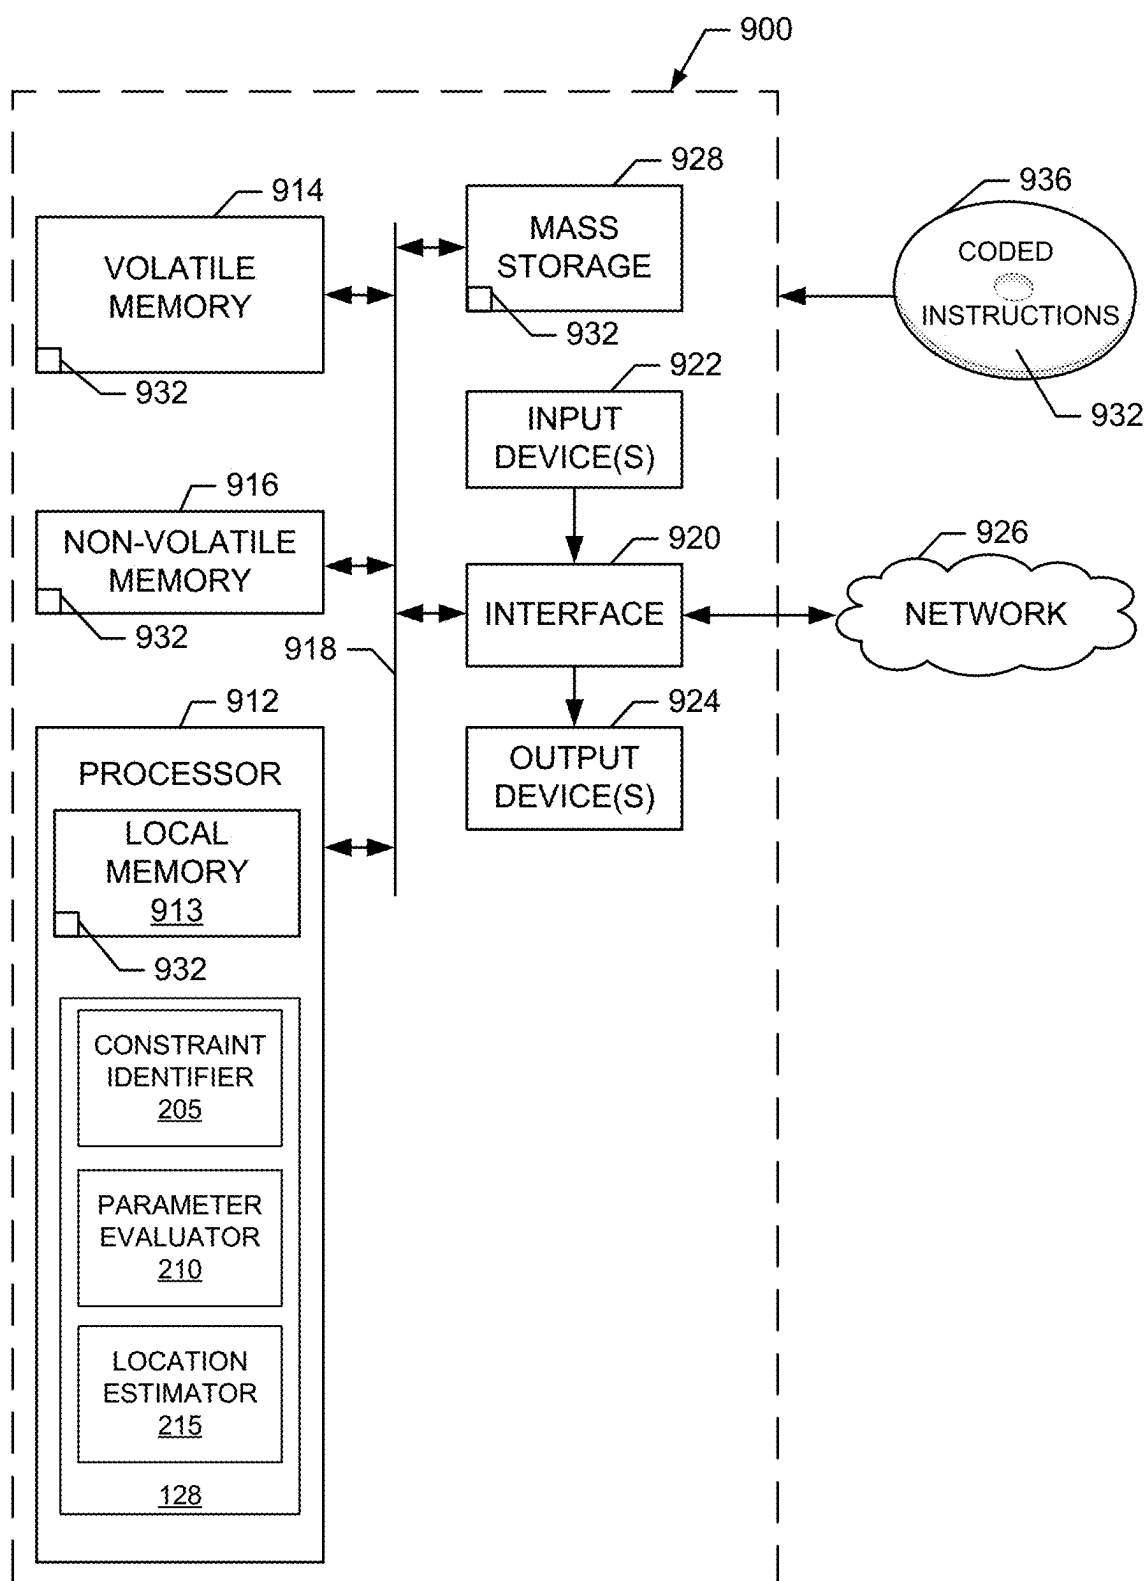 900
914
VOLATILE
MEMORY
932
928
MASS
STORAGE
932
936
CODED
INSTRUCTIONS
932
922
INPUT
DEVICE(S)
916
NON-VOLATILE
MEMORY
932
920
INTERFACE
926
NETWORK
918
924
OUTPUT
DEVICE(S)
912
PROCESSOR
LOCAL
MEMORY
913
932
CONSTRAINT
IDENTIFIER
205
PARAMETER
EVALUATOR
210
LOCATION
ESTIMATOR
215
128